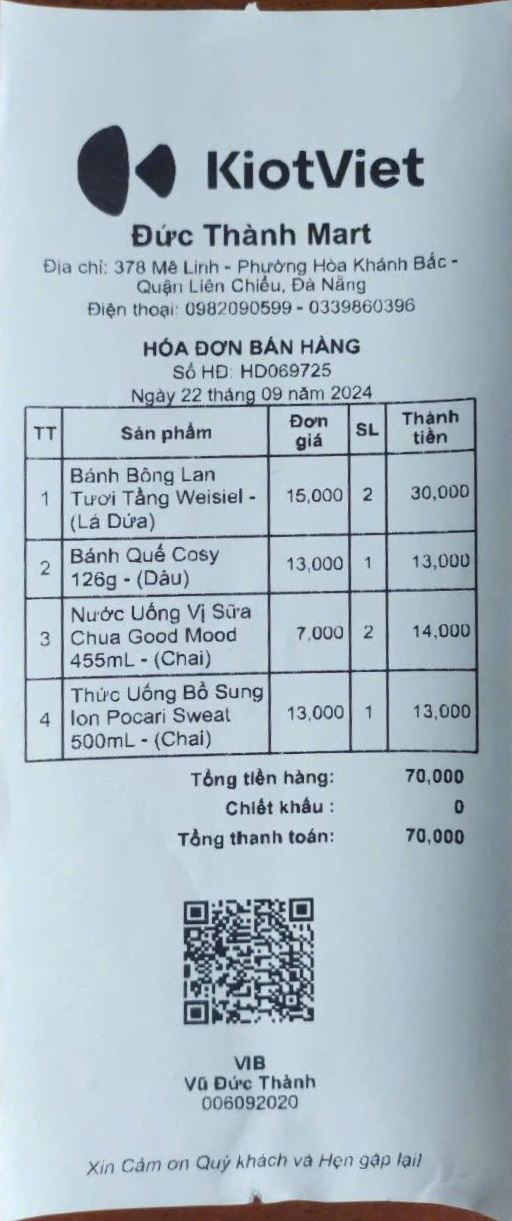 KiotViet
Đức Thành Mart
Địa chỉ: 378 Mê Linh - Phường Hòa Khánh Bắc -
Quận Liên Chiểu, Đà Nẵng
Điện thoại: 0982090599 - 0339860396
HÓA ĐƠN BÁN HÀNG
Số HĐ: HD069725
Ngày 22 tháng 09 năm 2024
TT Sản phẩm Đơn giá SL Thành tiền
Bánh Bông Lan
1 Tươi Tầng Weisiel - 15,000 2 30,000
(Lá Dứa)
2 Bánh Quế Cosy 13,000 1 13,000
126g - (Dâu)
Nước Uống Vị Sữa
3 Chua Good Mood 7,000 2 14,000
455mL - (Chai)
Thức Uống Bổ Sung
4 Ion Pocari Sweat 13,000 1 13,000
500mL - (Chai)
Tổng tiền hàng: 70,000
Chiết khấu : 0
Tổng thanh toán: 70,000
VIB
Vũ Đức Thành
006092020
Xin Cảm ơn Quý khách và Hẹn gặp lại!